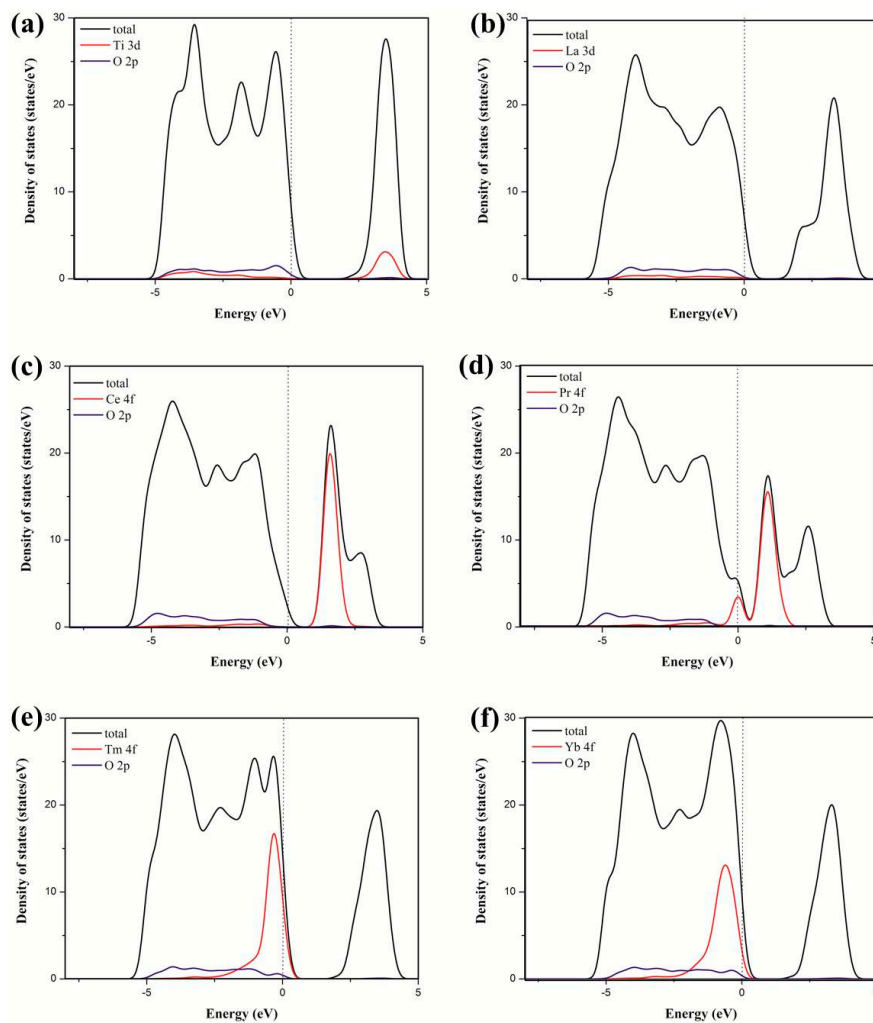 (a)
total
Ti 3d
O 2p
Density of states (states/eV)
30
20
10
0
-5
0
5
Energy (eV)
(b)
total
La 3d
O 2p
Density of states (states/eV)
30
20
10
0
-5
0
Energy(eV)
(c)
total
Ce 4f
O 2p
Density of states (states/eV)
30
20
10
0
-5
0
5
Energy (eV)
(d)
total
Pr 4f
O 2p
Density of states (states/eV)
30
20
10
0
-5
0
5
Energy (eV)
(e)
total
Tm 4f
O 2p
Density of states (states/eV)
30
20
10
0
-5
0
5
Energy (eV)
(f)
total
Yb 4f
O 2p
Density of states (states/eV)
30
20
10
0
-5
0
Energy (eV)